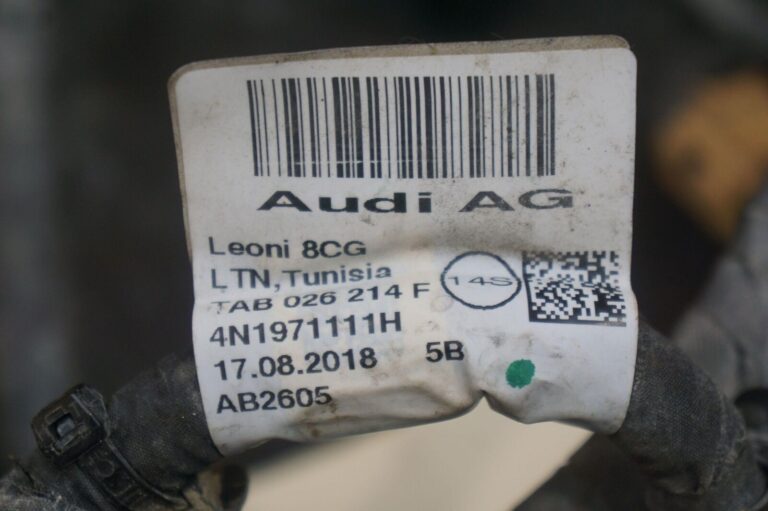 Audi AG
Leoni 8CG
LTN,Tunisia
14S
TAB 026 214 F
4N1971111H
17.08.2018 5B
AB2605